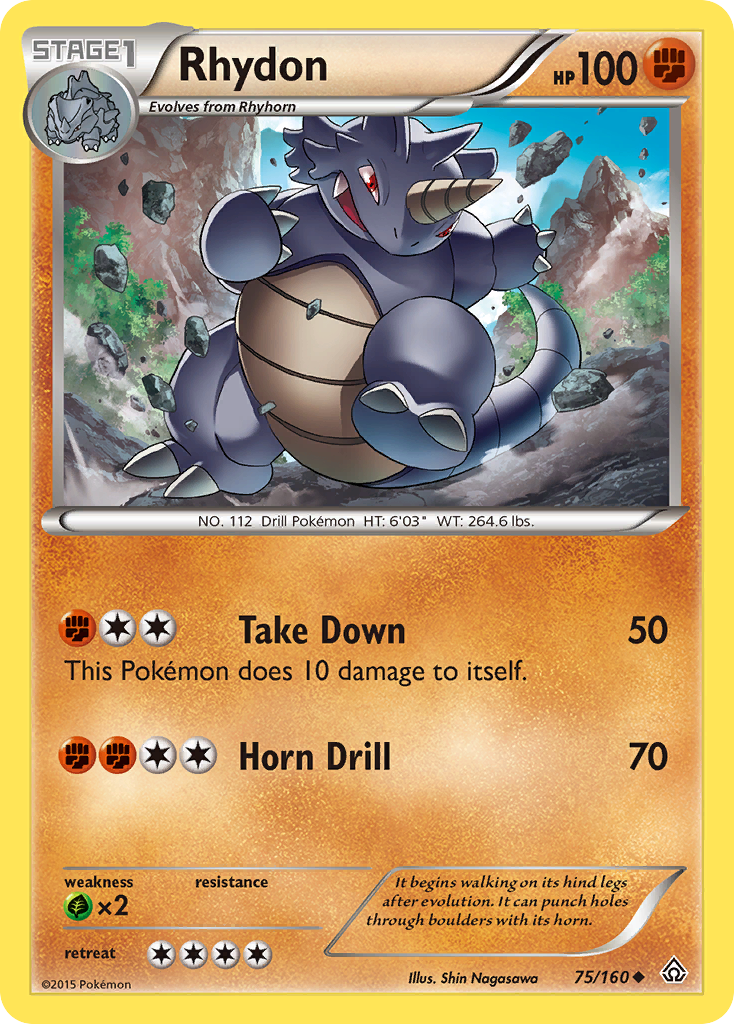 STAGE1
Rhydon
HP100
Evolves from Rhyhorn
NO. 112 Drill Pokémon HT: 6'03" WT: 264.6 lbs.
Take Down 50
This Pokémon does 10 damage to itself.
Horn Drill 70
weakness resistance
×2
It begins walking on its hind legs
after evolution. It can punch holes
through boulders with its horn.
retreat
©2015 Pokémon
Illus. Shin Nagasawa
75/160